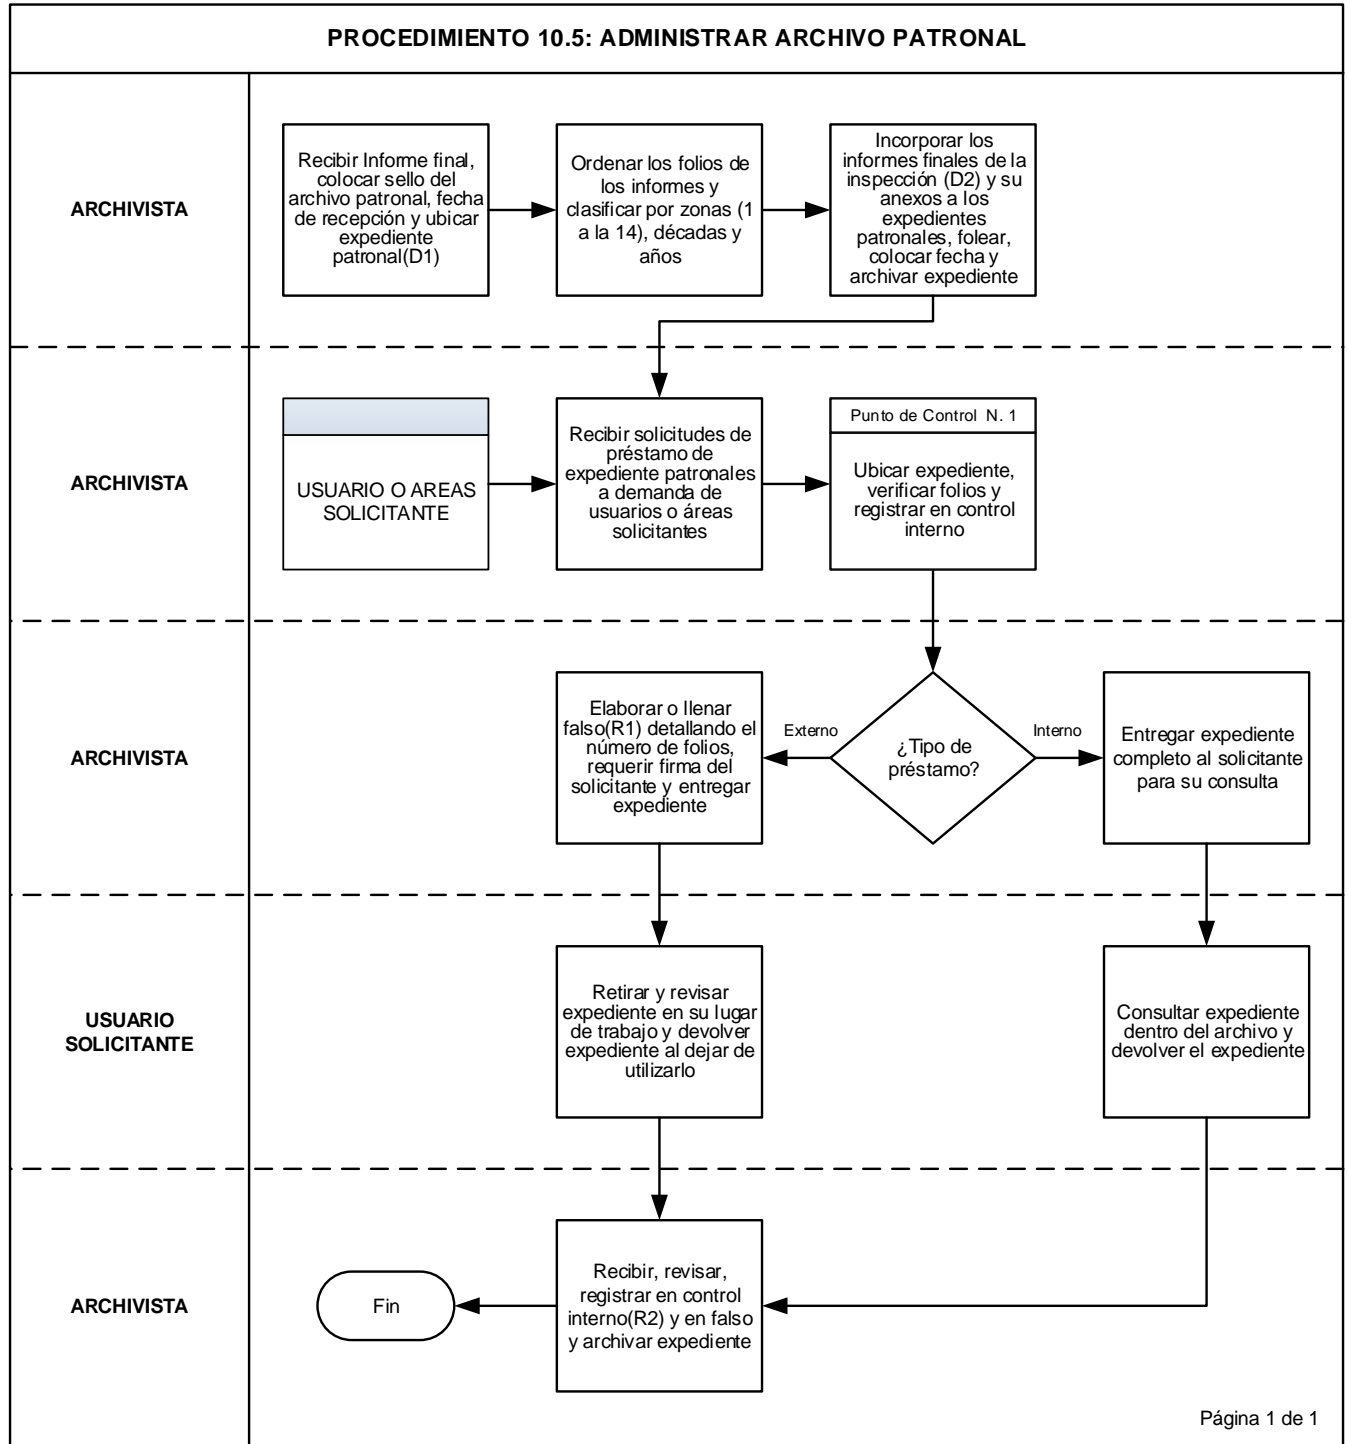 PROCEDIMIENTO 10.5: ADMINISTRAR ARCHIVO PATRONAL
ARCHIVISTA
Recibir Informe final,
colocar sello del
archivo patronal, fecha
de recepción y ubicar
expediente
patronal(D1)
Ordenar los folios de
los informes y
clasificar por zonas (1
a la 14), décadas y
años
Incorporar los
informes finales de la
inspección (D2) y su
anexos a los
expedientes
patronales, folear,
colocar fecha y
archivar expediente
ARCHIVISTA
USUARIO O AREAS
SOLICITANTE
Recibir solicitudes de
préstamo de
expediente patronales
a demanda de
usuarios o áreas
solicitantes
Punto de Control N. 1
Ubicar expediente,
verificar folios y
registrar en control
interno
ARCHIVISTA
Elaborar o llenar
falso(R1) detallando el
número de folios,
requerir firma del
solicitante y entregar
expediente
Externo
¿Tipo de
préstamo?
Interno
Entregar expediente
completo al solicitante
para su consulta
USUARIO
SOLICITANTE
Retirar y revisar
expediente en su lugar
de trabajo y devolver
expediente al dejar de
utilizarlo
Consultar expediente
dentro del archivo y
devolver el expediente
ARCHIVISTA
Fin
Recibir, revisar,
registrar en control
interno(R2) y en falso
y archivar expediente
Página 1 de 1